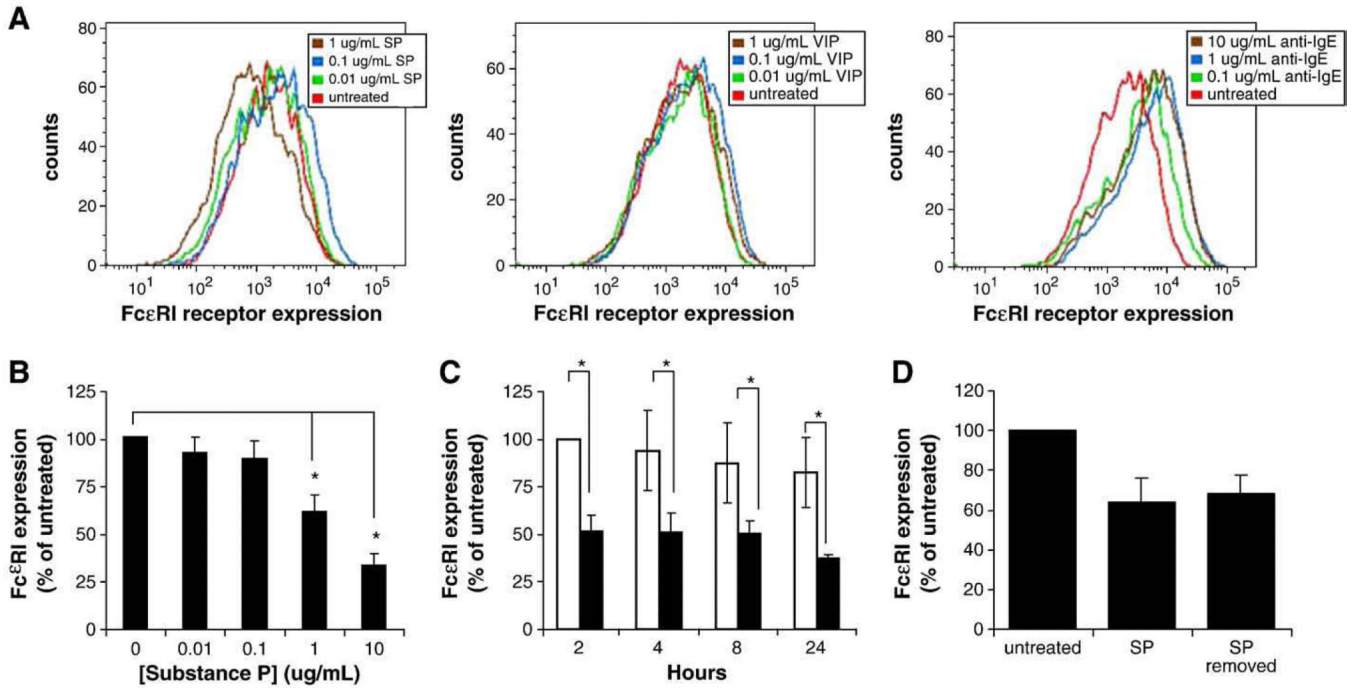 A
80
60
40
20
0
counts
10¹ 10² 10³ 10⁴ 10⁵
FcεRI receptor expression
1 ug/mL SP
0.1 ug/mL SP
0.01 ug/mL SP
untreated
60
40
20
0
counts
10¹ 10² 10³ 10⁴ 10⁵
FcεRI receptor expression
1 ug/mL VIP
0.1 ug/mL VIP
0.01 ug/mL VIP
untreated
80
60
40
20
0
counts
10¹ 10² 10³ 10⁴ 10⁵
FcεRI receptor expression
10 ug/mL anti-IgE
1 ug/mL anti-IgE
0.1 ug/mL anti-IgE
untreated
B
FcεRI expression
(% of untreated)
125
100
75
50
25
0
* *
0 0.01 0.1 1 10
[Substance P] (ug/mL)
C
FcεRI expression
(% of untreated)
125
100
75
50
25
0
* * * *
2 4 8 24
Hours
D
FcεRI expression
(% of untreated)
120
100
80
60
40
20
0
untreated SP SP
removed